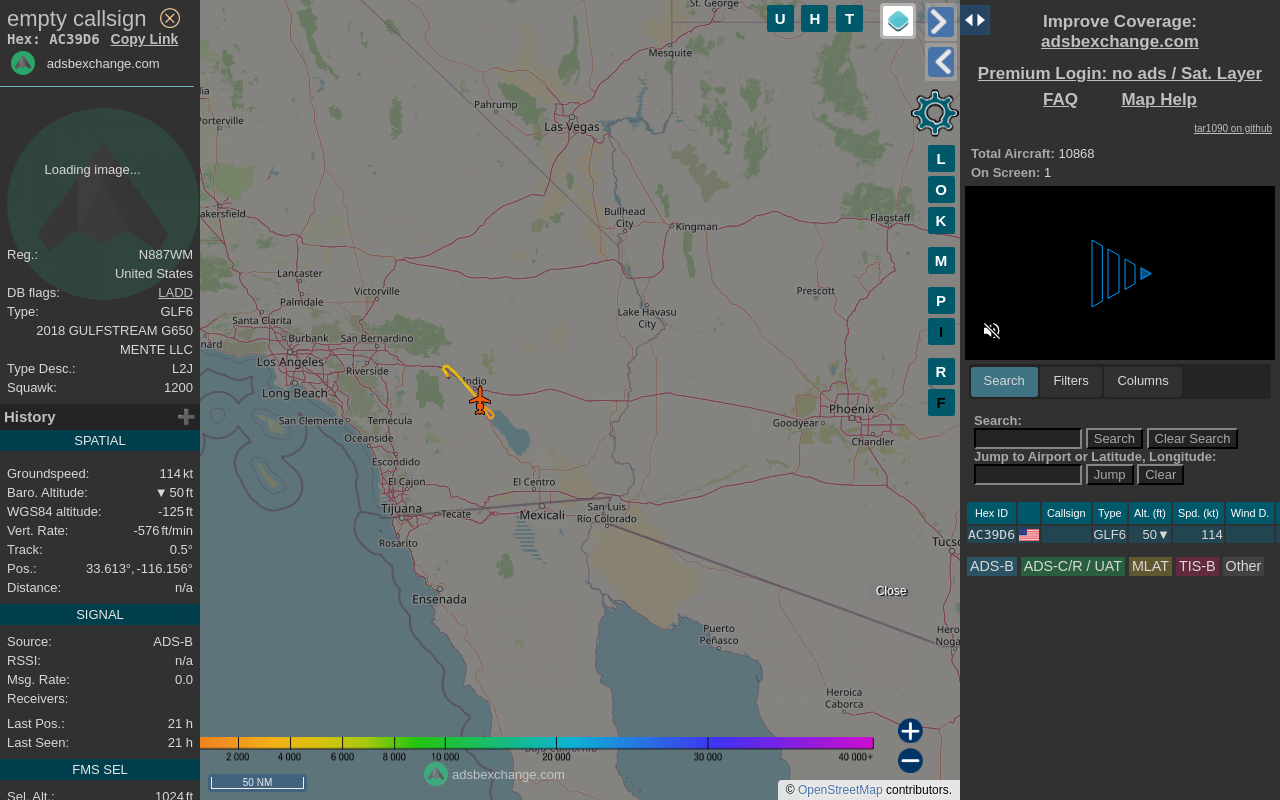 empty callsign
Hex: AC39D6 Copy Link
adsbexchange.com
Loading image...
Reg.: N887WM
United States
DB flags: LADD
Type: GLF6
2018 GULFSTREAM G650
MENTE LLC
Type Desc.: L2J
Squawk: 1200
History
SPATIAL
Groundspeed: 114 kt
Baro. Altitude: ▼ 50 ft
WGS84 altitude: -125 ft
Vert. Rate: -576 ft/min
Track: 0.5°
Pos.: 33.613°, -116.156°
Distance: n/a
SIGNAL
Source: ADS-B
RSSI: n/a
Msg. Rate: 0.0
Receivers:
Last Pos.: 21 h
Last Seen: 21 h
FMS SEL
Sel. Alt.: 1024 ft
St. George
Mesquite
Pahrump
Las Vegas
Porterville
Bullhead
City
Kingman
Flagstaff
Lancaster
Victorville
Palmdale
Prescott
Lake Havasu
City
Santa Clarita
Burbank
San Bernardino
Los Angeles
Riverside
Indio
Long Beach
San Clemente
Temecula
Phoenix
Goodyear
Chandler
Oceanside
Escondido
El Cajon
El Centro
Tijuana
Tecate
Mexicali
San Luis
Río Colorado
Rosarito
Ensenada
Puerto
Peñasco
Heroica
Caborca
U H T
L
O
K
M
P
I
R
F
Close
2 000 4 000 6 000 8 000 10 000 20 000 30 000 40 000+
50 NM
adsbexchange.com
© OpenStreetMap contributors.
Improve Coverage:
adsbexchange.com
Premium Login: no ads / Sat. Layer
FAQ Map Help
tar1090 on github
Total Aircraft: 10868
On Screen: 1
Search Filters Columns
Search:
Search Clear Search
Jump to Airport or Latitude, Longitude:
Jump Clear
Hex ID Callsign Type Alt. (ft) Spd. (kt) Wind D.
AC39D6 GLF6 50▼ 114
ADS-B ADS-C/R / UAT MLAT TIS-B Other